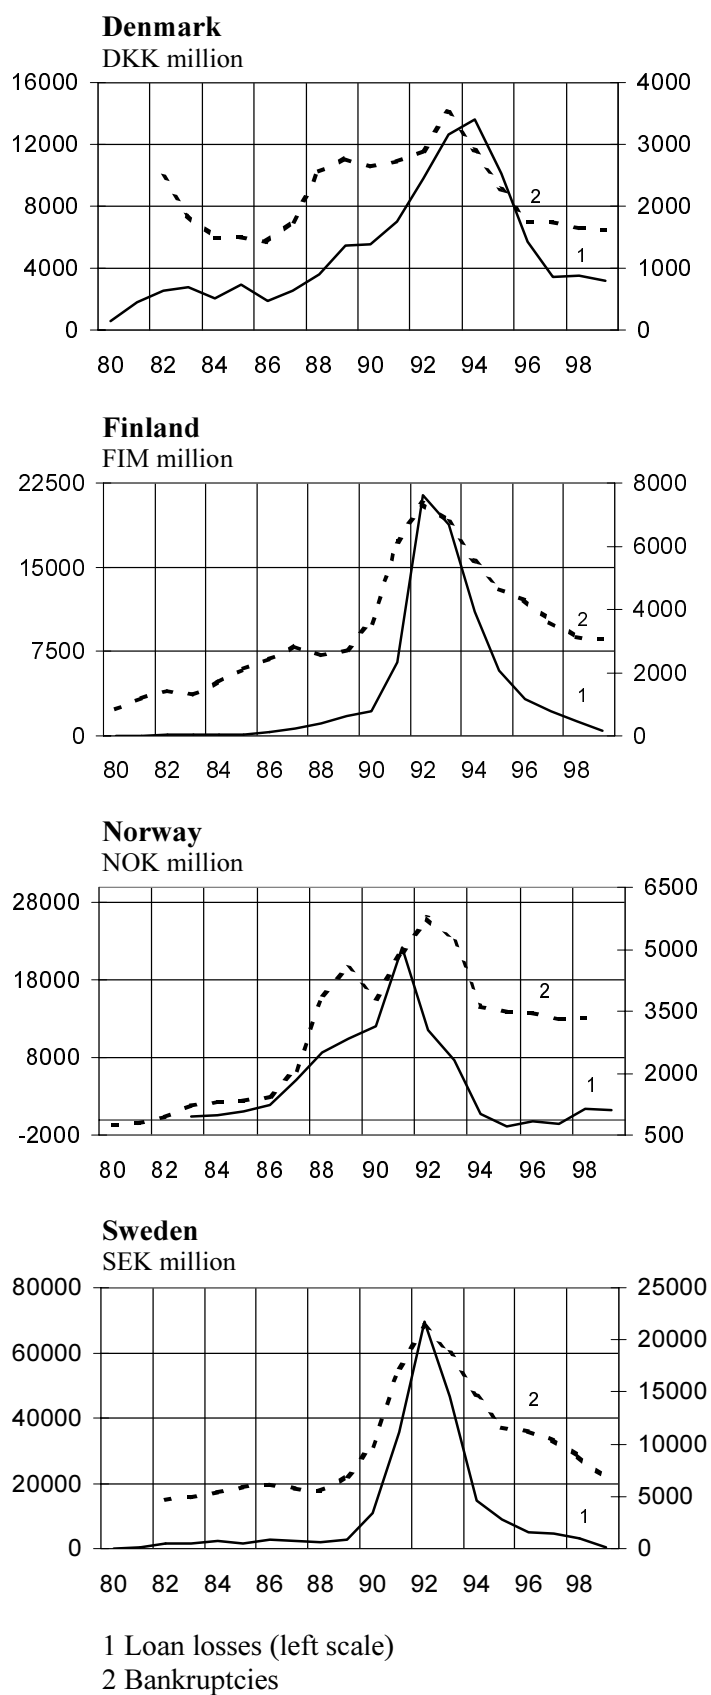 Denmark
DKK million
16000 4000
12000 3000
2
8000 2000
1
4000 1000
0 0
80 82 84 86 88 90 92 94 96 98
Finland
FIM million
22500 8000
6000
15000
4000
2
7500
2000
1
0 0
80 82 84 86 88 90 92 94 96 98
Norway
NOK million
6500
28000
5000
18000 2
3500
8000 2000
1
-2000 500
80 82 84 86 88 90 92 94 96 98
Sweden
SEK million
80000 25000
60000 20000
2 15000
40000
10000
20000 5000
1
0 0
80 82 84 86 88 90 92 94 96 98
1 Loan losses (left scale)
2 Bankruptcies